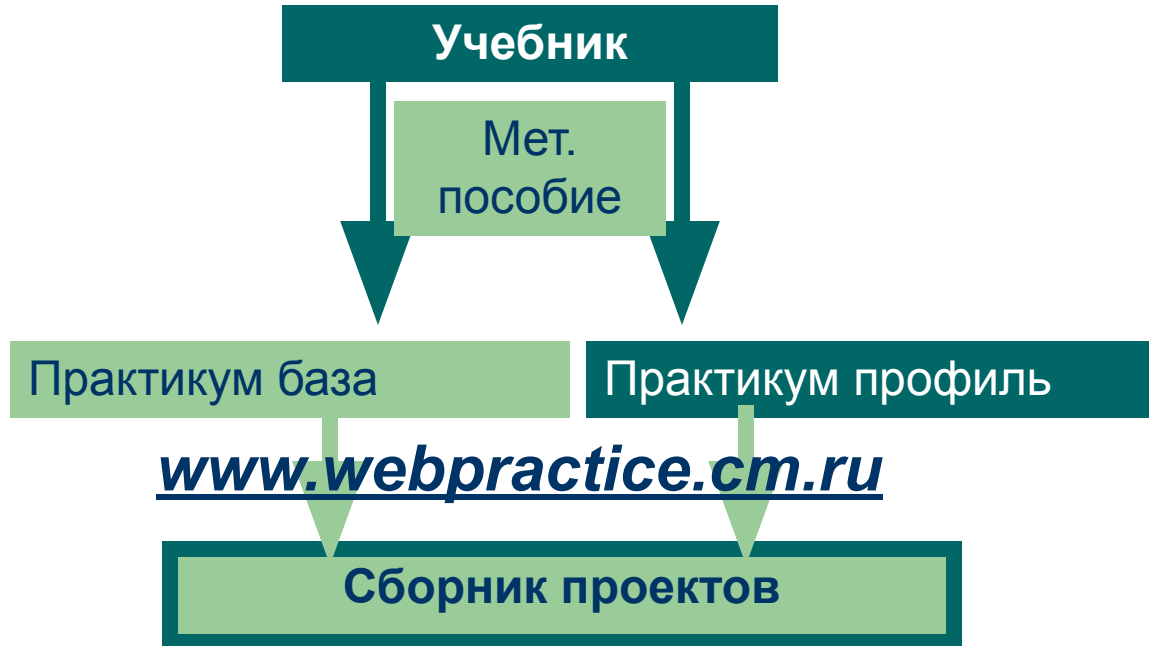 Учебник
Мет.
пособие
Практикум база
Практикум профиль
www.webpractice.cm.ru
Сборник проектов